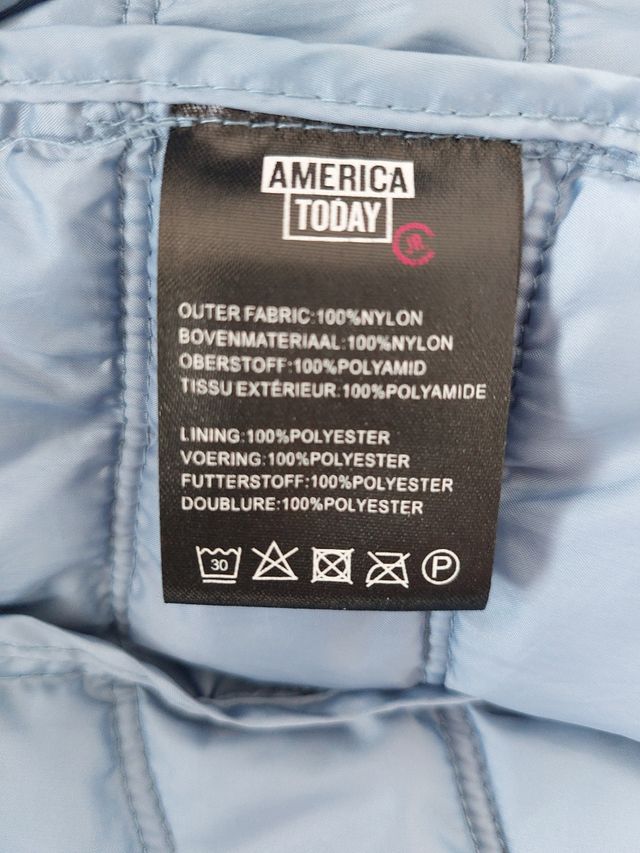 AMERICA
TODAY
JR.
OUTER FABRIC:100%NYLON
BOVENMATERIAAL:100%NYLON
OBERSTOFF:100%POLYAMID
TISSU EXTÉRIEUR:100%POLYAMIDE
LINING:100%POLYESTER
VOERING:100%POLYESTER
FUTTERSTOFF:100%POLYESTER
DOUBLURE:100%POLYESTER
30 P